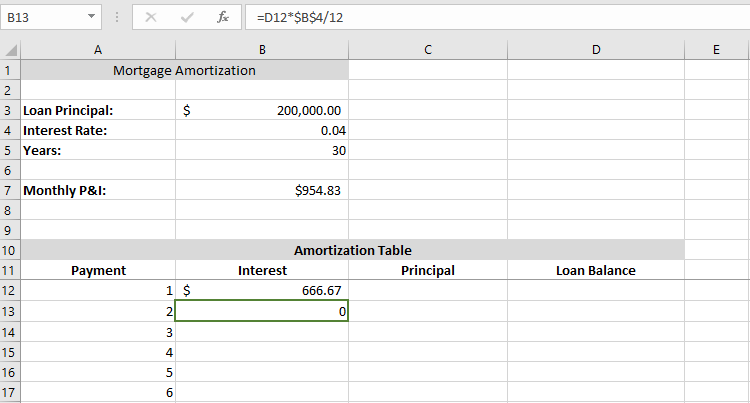 B13 fx =D12*$B$4/12
A B C D E
1 Mortgage Amortization
2
3 Loan Principal: $ 200,000.00
4 Interest Rate: 0.04
5 Years: 30
6
7 Monthly P&I: $954.83
8
9
10 Amortization Table
11 Payment Interest Principal Loan Balance
12 1 $ 666.67
13 2 0
14 3
15 4
16 5
17 6